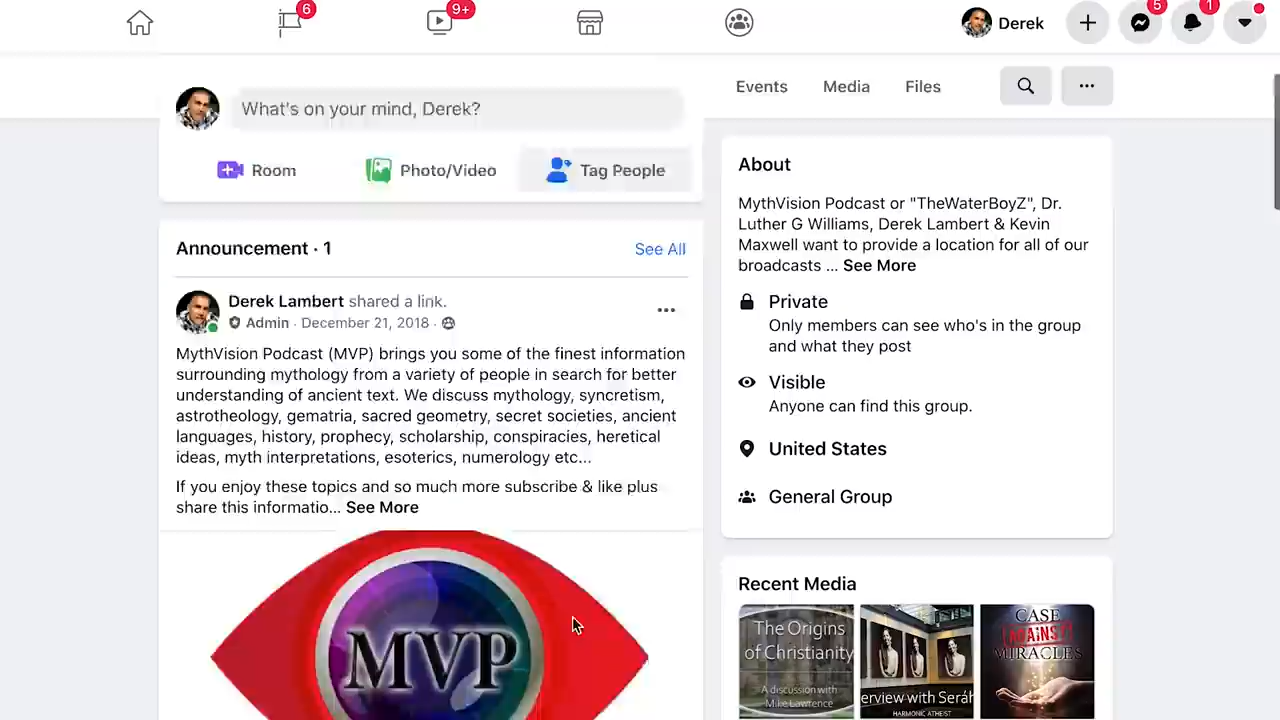 6
9+
Derek
5
1
What's on your mind, Derek?
Room
Photo/Video
Tag People
Events
Media
Files
Announcement · 1
See All
Derek Lambert shared a link.
Admin · December 21, 2018 ·
MythVision Podcast (MVP) brings you some of the finest information
surrounding mythology from a variety of people in search for better
understanding of ancient text. We discuss mythology, syncretism,
astrotheology, gematria, sacred geometry, secret societies, ancient
languages, history, prophecy, scholarship, conspiracies, heretical
ideas, myth interpretations, esoterics, numerology etc...
If you enjoy these topics and so much more subscribe & like plus
share this informatio... See More
MVP
About
MythVision Podcast or "TheWaterBoyZ", Dr.
Luther G Williams, Derek Lambert & Kevin
Maxwell want to provide a location for all of our
broadcasts ... See More
Private
Only members can see who's in the group
and what they post
Visible
Anyone can find this group.
United States
General Group
Recent Media
The Origins
of Christianity
A discussion with
Mike Lawrence
erview with Seráh
HARMONIC ATHEIST
CASE
AGAINST
MIRACLES